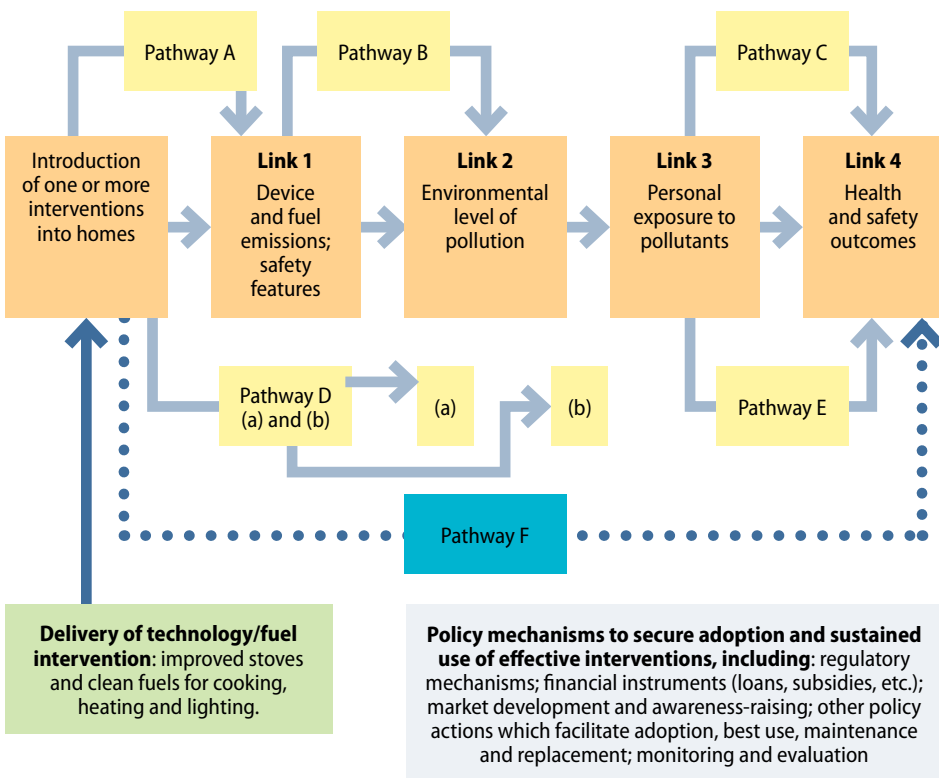 Pathway A
Pathway B
Pathway C
Introduction
of one or more
interventions
into homes
Link 1
Device
and fuel
emissions;
safety
features
Link 2
Environmental
level of
pollution
Link 3
Personal
exposure to
pollutants
Link 4
Health
and safety
outcomes
Pathway D
(a) and (b)
(a)
(b)
Pathway E
Pathway F
Delivery of technology/fuel
intervention: improved stoves
and clean fuels for cooking,
heating and lighting.
Policy mechanisms to secure adoption and sustained
use of effective interventions, including: regulatory
mechanisms; financial instruments (loans, subsidies, etc.);
market development and awareness-raising; other policy
actions which facilitate adoption, best use, maintenance
and replacement; monitoring and evaluation